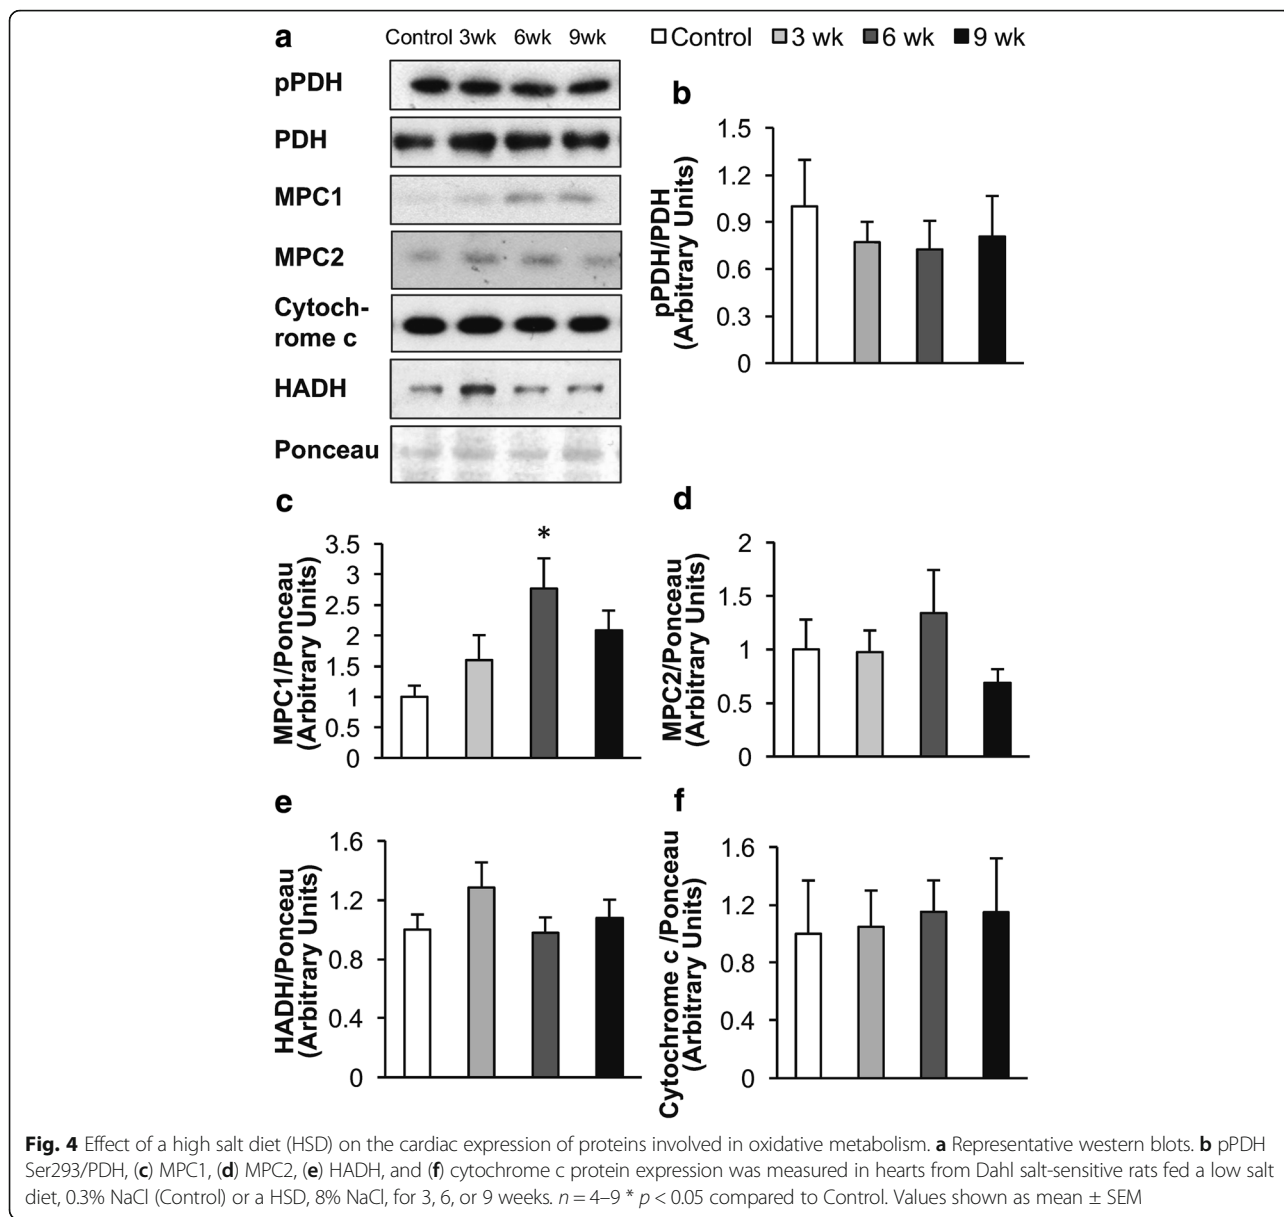 a
Control 3wk 6wk 9wk
pPDH
PDH
MPC1
MPC2
Cytoch-
rome c
HADH
Ponceau
Control 3 wk 6 wk 9 wk
b
pPDH/PDH
(Arbitrary Units)
1.5
1.2
0.9
0.6
0.3
0
c
MPC1/Ponceau
(Arbitrary Units)
3.5
3
2.5
2
1.5
1
0.5
0
*
d
MPC2/Ponceau
(Arbitrary Units)
2
1.5
1
0.5
0
e
HADH/Ponceau
(Arbitrary Units)
1.6
1.2
0.8
0.4
0
f
Cytochrome c /Ponceau
(Arbitrary Units)
1.6
1.2
0.8
0.4
0
Fig. 4 Effect of a high salt diet (HSD) on the cardiac expression of proteins involved in oxidative metabolism. a Representative western blots. b pPDH
Ser293/PDH, (c) MPC1, (d) MPC2, (e) HADH, and (f) cytochrome c protein expression was measured in hearts from Dahl salt-sensitive rats fed a low salt
diet, 0.3% NaCl (Control) or a HSD, 8% NaCl, for 3, 6, or 9 weeks. n = 4–9 * p < 0.05 compared to Control. Values shown as mean ± SEM